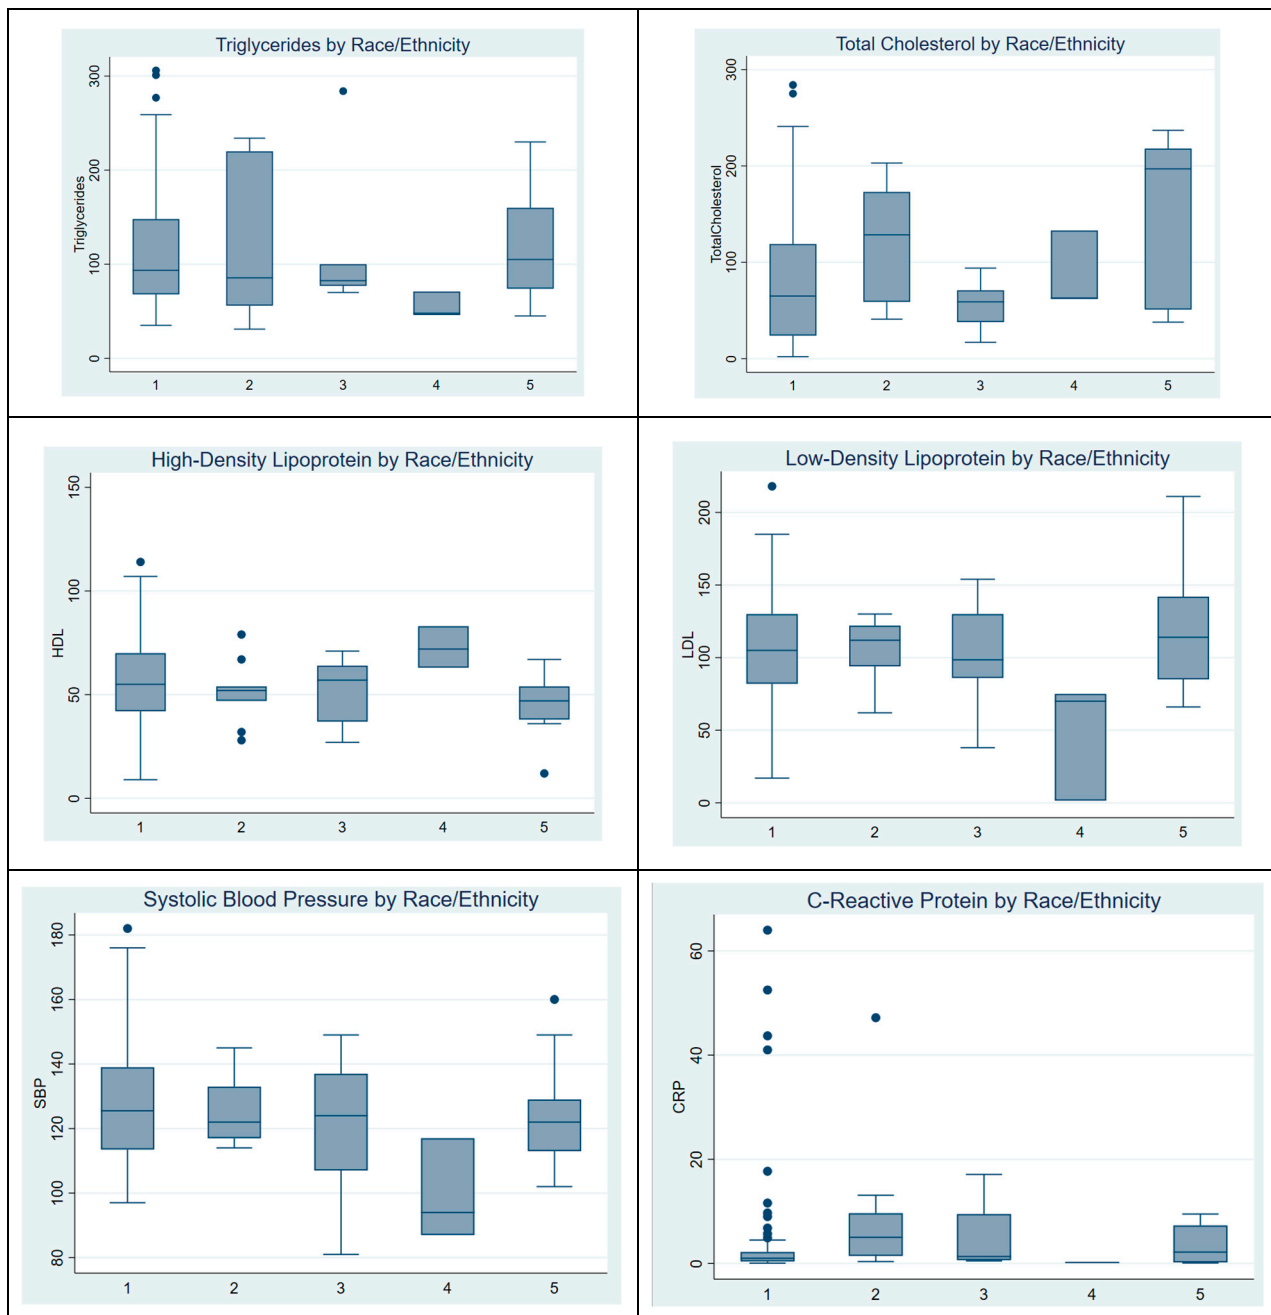 Triglycerides by Race/Ethnicity
Triglycerides
300
200
100
0
1 2 3 4 5
Total Cholesterol by Race/Ethnicity
TotalCholesterol
300
200
100
0
1 2 3 4 5
High-Density Lipoprotein by Race/Ethnicity
HDL
150
100
50
0
1 2 3 4 5
Low-Density Lipoprotein by Race/Ethnicity
LDL
200
150
100
50
0
1 2 3 4 5
Systolic Blood Pressure by Race/Ethnicity
SBP
180
160
140
120
100
80
1 2 3 4 5
C-Reactive Protein by Race/Ethnicity
CRP
60
40
20
0
1 2 3 4 5